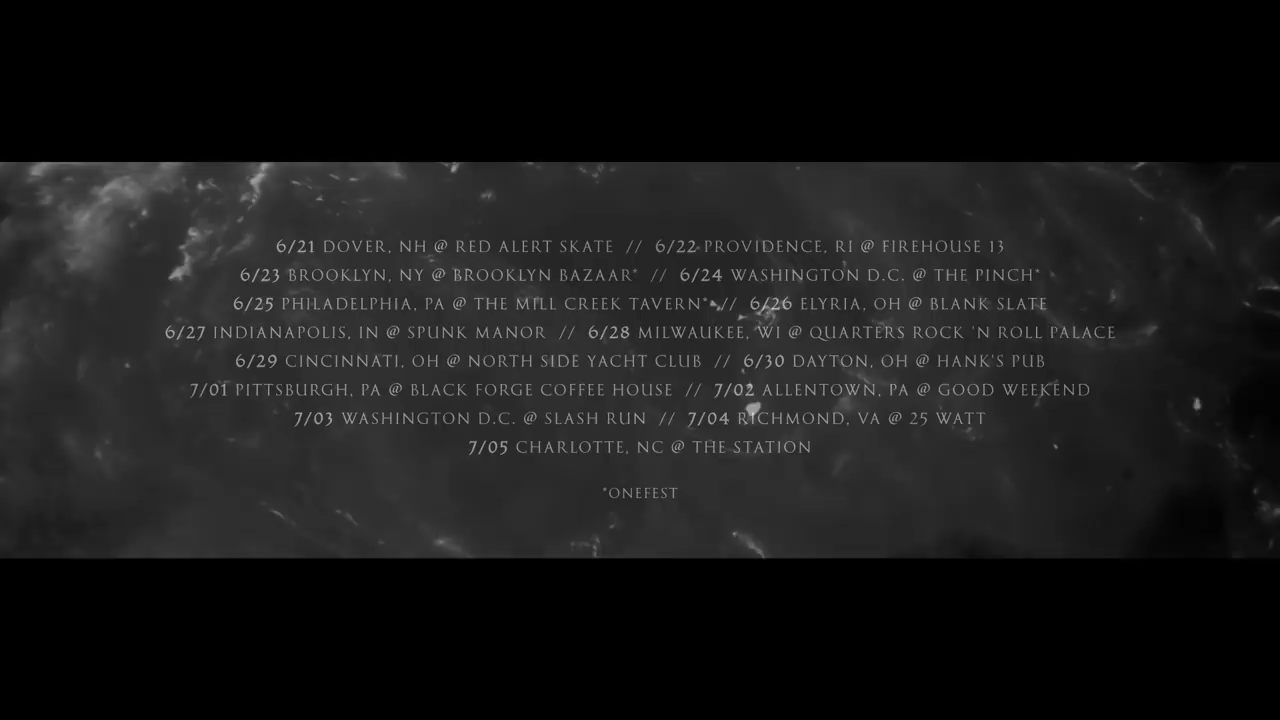 6/21 DOVER, NH @ RED ALERT SKATE // 6/22 PROVIDENCE, RI @ FIREHOUSE 13
6/23 BROOKLYN, NY @ BROOKLYN BAZAAR* // 6/24 WASHINGTON D.C. @ THE PINCH*
6/25 PHILADELPHIA, PA @ THE MILL CREEK TAVERN* // 6/26 ELYRIA, OH @ BLANK SLATE
6/27 INDIANAPOLIS, IN @ SPUNK MANOR // 6/28 MILWAUKEE, WI @ QUARTERS ROCK 'N ROLL PALACE
6/29 CINCINNATI, OH @ NORTH SIDE YACHT CLUB // 6/30 DAYTON, OH @ HANK'S PUB
7/01 PITTSBURGH, PA @ BLACK FORGE COFFEE HOUSE // 7/02 ALLENTOWN, PA @ GOOD WEEKEND
7/03 WASHINGTON D.C. @ SLASH RUN // 7/04 RICHMOND, VA @ 25 WATT
7/05 CHARLOTTE, NC @ THE STATION
*ONEFEST